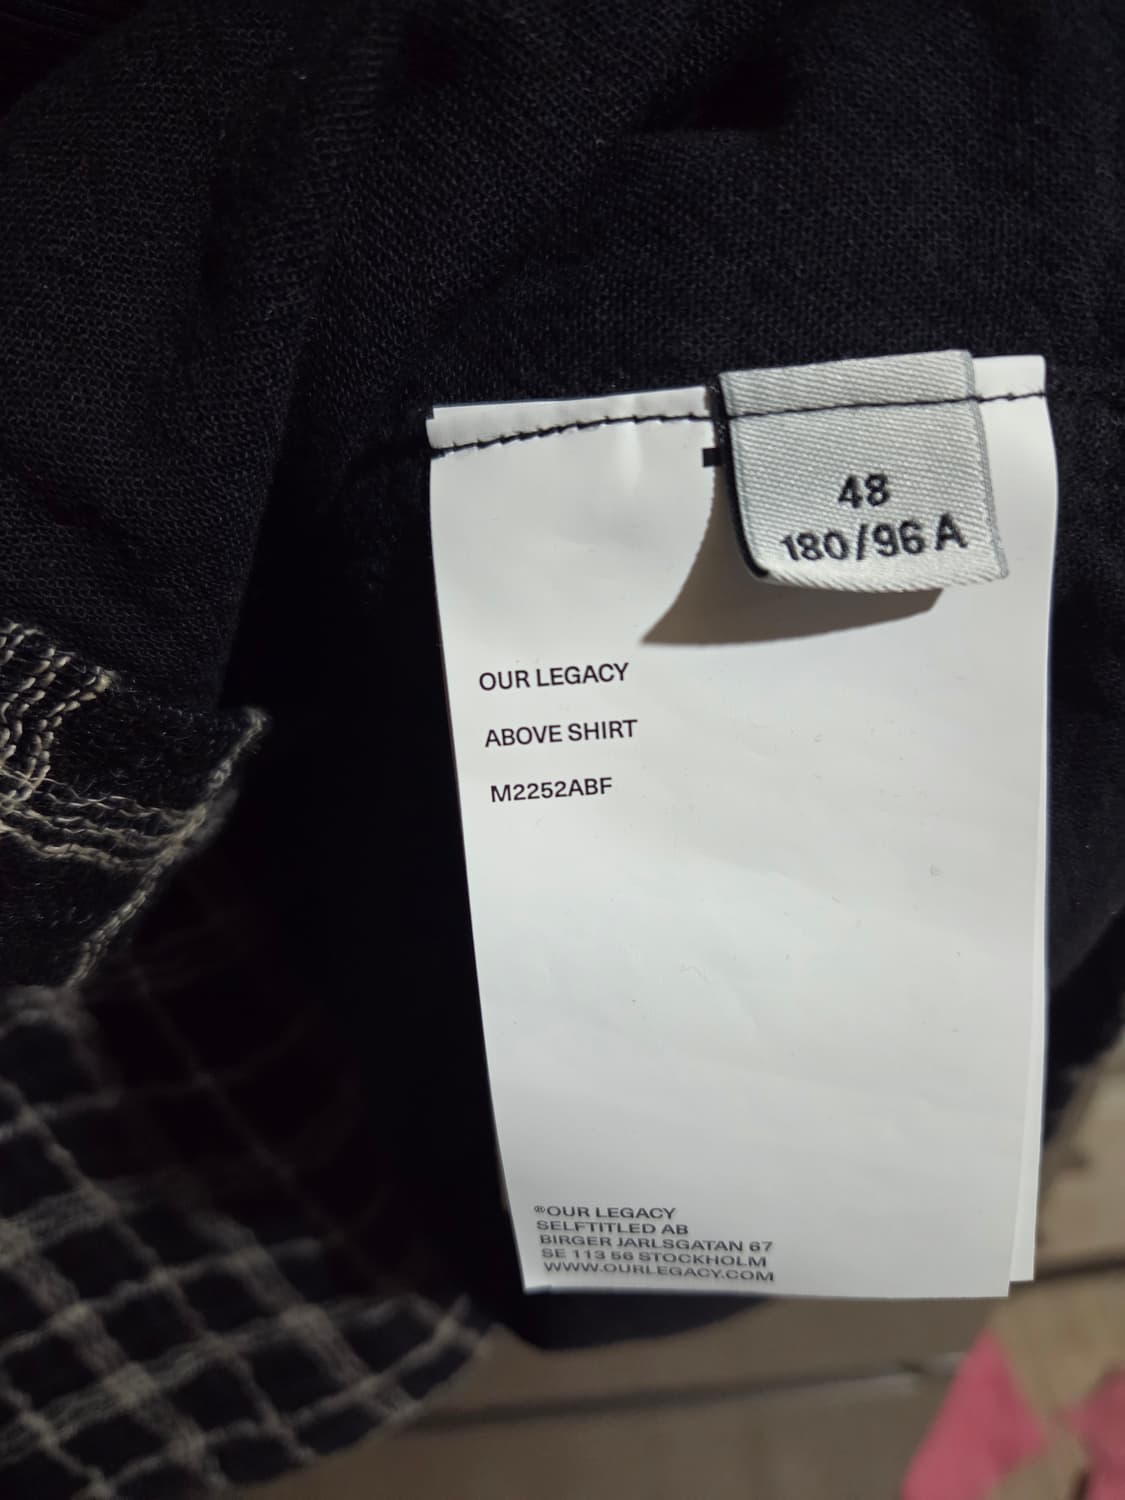 48
180/96 A
OUR LEGACY
ABOVE SHIRT
M2252ABF
®OUR LEGACY
SELFTITLED AB
BIRGER JARLSGATAN 67
SE 113 56 STOCKHOLM
WWW.OURLEGACY.COM